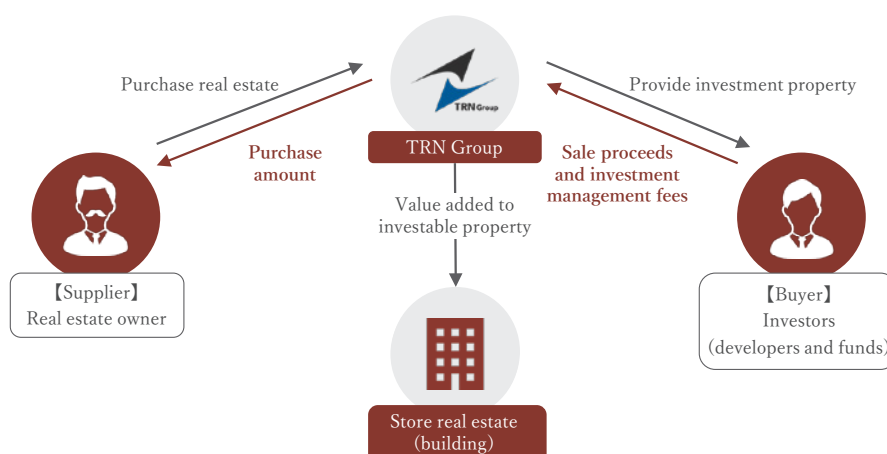 Purchase real estate
Provide investment property
TRN Group
TRN Group
Purchase
amount
Sale proceeds
and investment
management fees
Value added to
investable property
【Supplier】
Real estate owner
【Buyer】
Investors
(developers and funds)
Store real estate
(building)